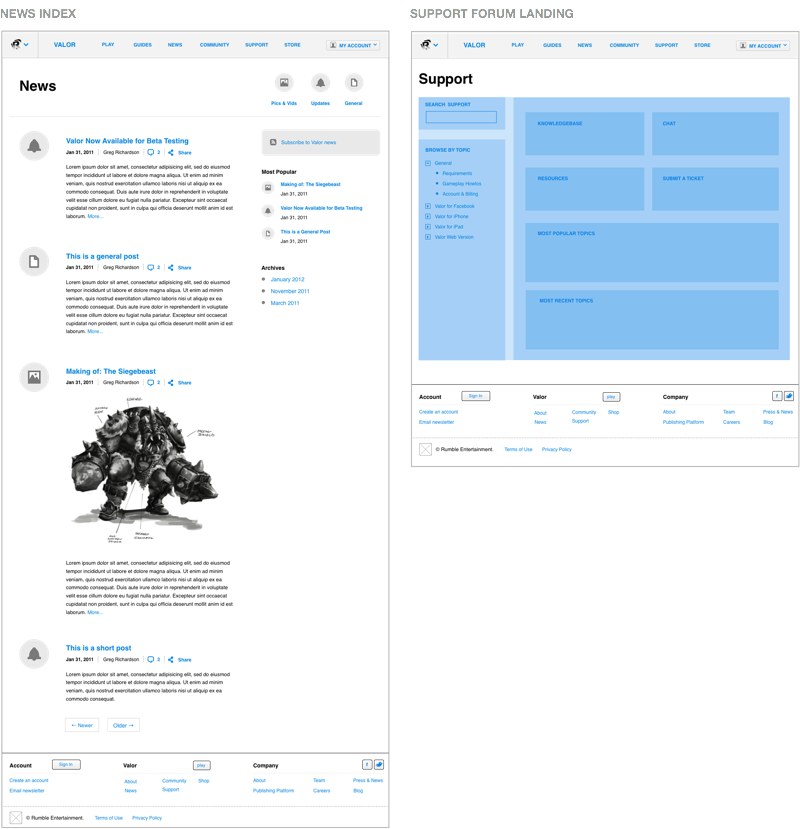 NEWS INDEX
VALOR PLAY GUIDES NEWS COMMUNITY SUPPORT STORE MY ACCOUNT
News
Pics & Vids Updates General
Valor Now Available for Beta Testing
Jan 31, 2011 Greg Richardson 2 Share
Lorem ipsum dolor sit amet, consectetur adipisicing elit, sed do eiusmod
tempor incididunt ut labore et dolore magna aliqua. Ut enim ad minim
veniam, quis nostrud exercitation ullamco laboris nisi ut aliquip ex ea
commodo consequat. Duis aute irure dolor in reprehenderit in voluptate
velit esse cillum dolore eu fugiat nulla pariatur. Excepteur sint occaecat
cupidatat non proident, sunt in culpa qui officia deserunt mollit anim id est
laborum. More...
Subscribe to Valor news
Most Popular
Making of: The Siegebeast
Jan 31, 2011
Valor Now Available for Beta Testing
Jan 31, 2011
This is a General Post
Jan 31, 2011
Archives
January 2012
November 2011
March 2011
This is a general post
Jan 31, 2011 Greg Richardson 2 Share
Lorem ipsum dolor sit amet, consectetur adipisicing elit, sed do eiusmod
tempor incididunt ut labore et dolore magna aliqua. Ut enim ad minim
veniam, quis nostrud exercitation ullamco laboris nisi ut aliquip ex ea
commodo consequat. Duis aute irure dolor in reprehenderit in voluptate
velit esse cillum dolore eu fugiat nulla pariatur. Excepteur sint occaecat
cupidatat non proident, sunt in culpa qui officia deserunt mollit anim id est
laborum. More...
Making of: The Siegebeast
Jan 31, 2011 Greg Richardson 2 Share
Lorem ipsum dolor sit amet, consectetur adipisicing elit, sed do eiusmod
tempor incididunt ut labore et dolore magna aliqua. Ut enim ad minim
veniam, quis nostrud exercitation ullamco laboris nisi ut aliquip ex ea
commodo consequat. Duis aute irure dolor in reprehenderit in voluptate
velit esse cillum dolore eu fugiat nulla pariatur. Excepteur sint occaecat
cupidatat non proident, sunt in culpa qui officia deserunt mollit anim id est
laborum. More...
This is a short post
Jan 31, 2011 Greg Richardson 2 Share
Lorem ipsum dolor sit amet, consectetur adipisicing elit, sed do eiusmod
tempor incididunt ut labore et dolore magna aliqua. Ut enim ad minim
veniam, quis nostrud exercitation ullamco laboris nisi ut aliquip ex ea
commodo consequat.
← Newer Older →
Account Sign In Valor play Company f
Create an account About Community Shop About Team Press & News
Email newsletter News Support Publishing Platform Careers Blog
© Rumble Entertainment. Terms of Use Privacy Policy
SUPPORT FORUM LANDING
VALOR PLAY GUIDES NEWS COMMUNITY SUPPORT STORE MY ACCOUNT
Support
SEARCH SUPPORT
BROWSE BY TOPIC
General
Requirements
Gameplay Howtos
Account & Billing
Valor for Facebook
Valor for iPhone
Valor for iPad
Valor Web Version
KNOWLEDGEBASE CHAT
RESOURCES SUBMIT A TICKET
MOST POPULAR TOPICS
MOST RECENT TOPICS
Account Sign In Valor play Company f
Create an account About Community Shop About Team Press & News
Email newsletter News Support Publishing Platform Careers Blog
© Rumble Entertainment. Terms of Use Privacy Policy